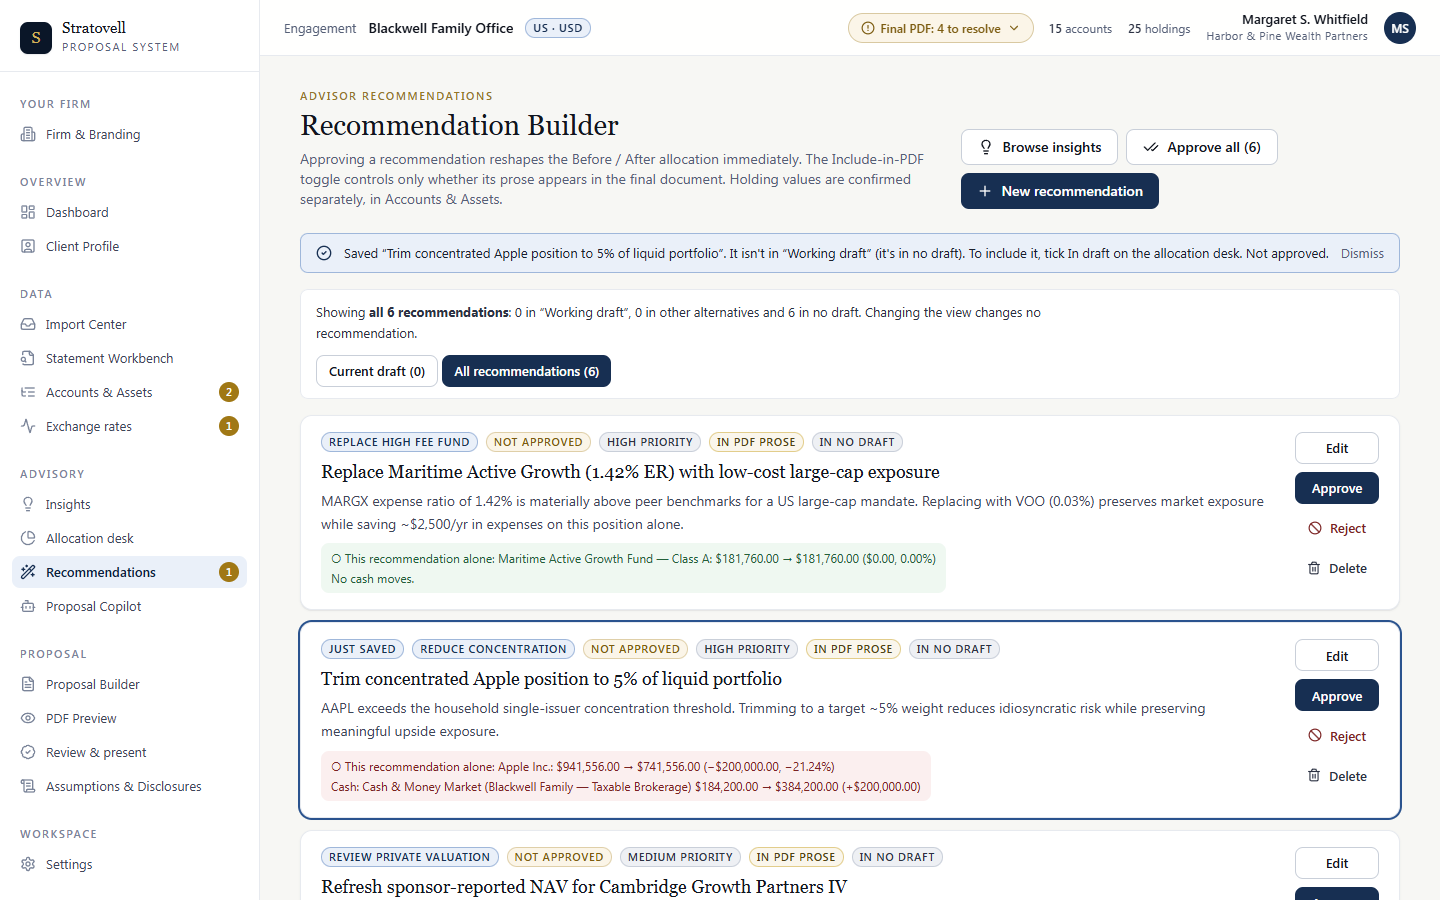 S
Stratovell
PROPOSAL SYSTEM
Engagement Blackwell Family Office US · USD
Final PDF: 4 to resolve
15 accounts 25 holdings
Margaret S. Whitfield
Harbor & Pine Wealth Partners
MS
YOUR FIRM
Firm & Branding
OVERVIEW
Dashboard
Client Profile
DATA
Import Center
Statement Workbench
Accounts & Assets 2
Exchange rates 1
ADVISORY
Insights
Allocation desk
Recommendations 1
Proposal Copilot
PROPOSAL
Proposal Builder
PDF Preview
Review & present
Assumptions & Disclosures
WORKSPACE
Settings
ADVISOR RECOMMENDATIONS
Recommendation Builder
Approving a recommendation reshapes the Before / After allocation immediately. The Include-in-PDF
toggle controls only whether its prose appears in the final document. Holding values are confirmed
separately, in Accounts & Assets.
Browse insights
Approve all (6)
New recommendation
Saved “Trim concentrated Apple position to 5% of liquid portfolio”. It isn't in “Working draft” (it's in no draft). To include it, tick In draft on the allocation desk. Not approved. Dismiss
Showing all 6 recommendations: 0 in “Working draft”, 0 in other alternatives and 6 in no draft. Changing the view changes no
recommendation.
Current draft (0) All recommendations (6)
REPLACE HIGH FEE FUND NOT APPROVED HIGH PRIORITY IN PDF PROSE IN NO DRAFT
Replace Maritime Active Growth (1.42% ER) with low-cost large-cap exposure
MARGX expense ratio of 1.42% is materially above peer benchmarks for a US large-cap mandate. Replacing with VOO (0.03%) preserves market exposure
while saving ~$2,500/yr in expenses on this position alone.
This recommendation alone: Maritime Active Growth Fund — Class A: $181,760.00 → $181,760.00 ($0.00, 0.00%)
No cash moves.
Edit
Approve
Reject
Delete
JUST SAVED REDUCE CONCENTRATION NOT APPROVED HIGH PRIORITY IN PDF PROSE IN NO DRAFT
Trim concentrated Apple position to 5% of liquid portfolio
AAPL exceeds the household single-issuer concentration threshold. Trimming to a target ~5% weight reduces idiosyncratic risk while preserving
meaningful upside exposure.
This recommendation alone: Apple Inc.: $941,556.00 → $741,556.00 (−$200,000.00, −21.24%)
Cash: Cash & Money Market (Blackwell Family — Taxable Brokerage) $184,200.00 → $384,200.00 (+$200,000.00)
Edit
Approve
Reject
Delete
REVIEW PRIVATE VALUATION NOT APPROVED MEDIUM PRIORITY IN PDF PROSE IN NO DRAFT
Refresh sponsor-reported NAV for Cambridge Growth Partners IV
Edit